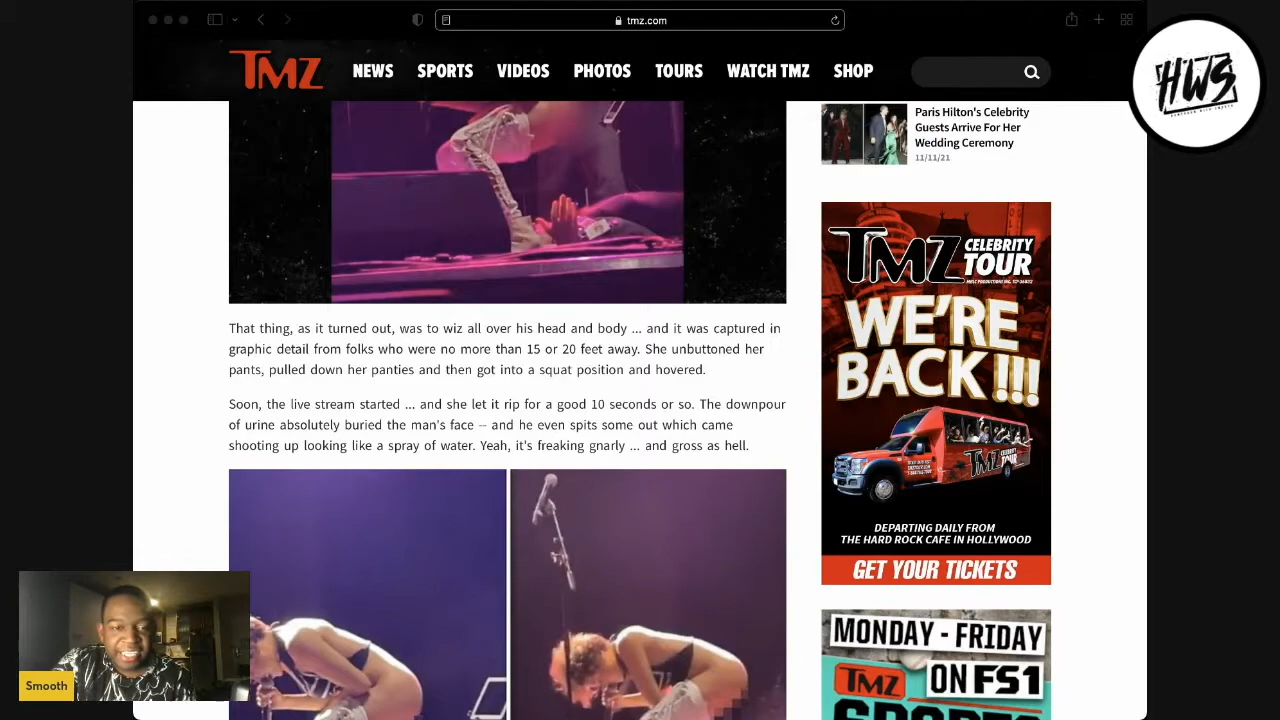 tmz.com
TMZ
NEWS
SPORTS
VIDEOS
PHOTOS
TOURS
WATCH TMZ
SHOP
HWS
Paris Hilton's Celebrity
Guests Arrive For Her
Wedding Ceremony
11/11/21
That thing, as it turned out, was to wiz all over his head and body ... and it was captured in
graphic detail from folks who were no more than 15 or 20 feet away. She unbuttoned her
pants, pulled down her panties and then got into a squat position and hovered.
Soon, the live stream started ... and she let it rip for a good 10 seconds or so. The downpour
of urine absolutely buried the man's face -- and he even spits some out which came
shooting up looking like a spray of water. Yeah, it's freaking gnarly ... and gross as hell.
TMZ CELEBRITY
TOUR
WE'RE
BACK!!!
TMZ
DEPARTING DAILY FROM
THE HARD ROCK CAFE IN HOLLYWOOD
GET YOUR TICKETS
MONDAY - FRIDAY
TMZ ON FS1
SPORTS
Smooth